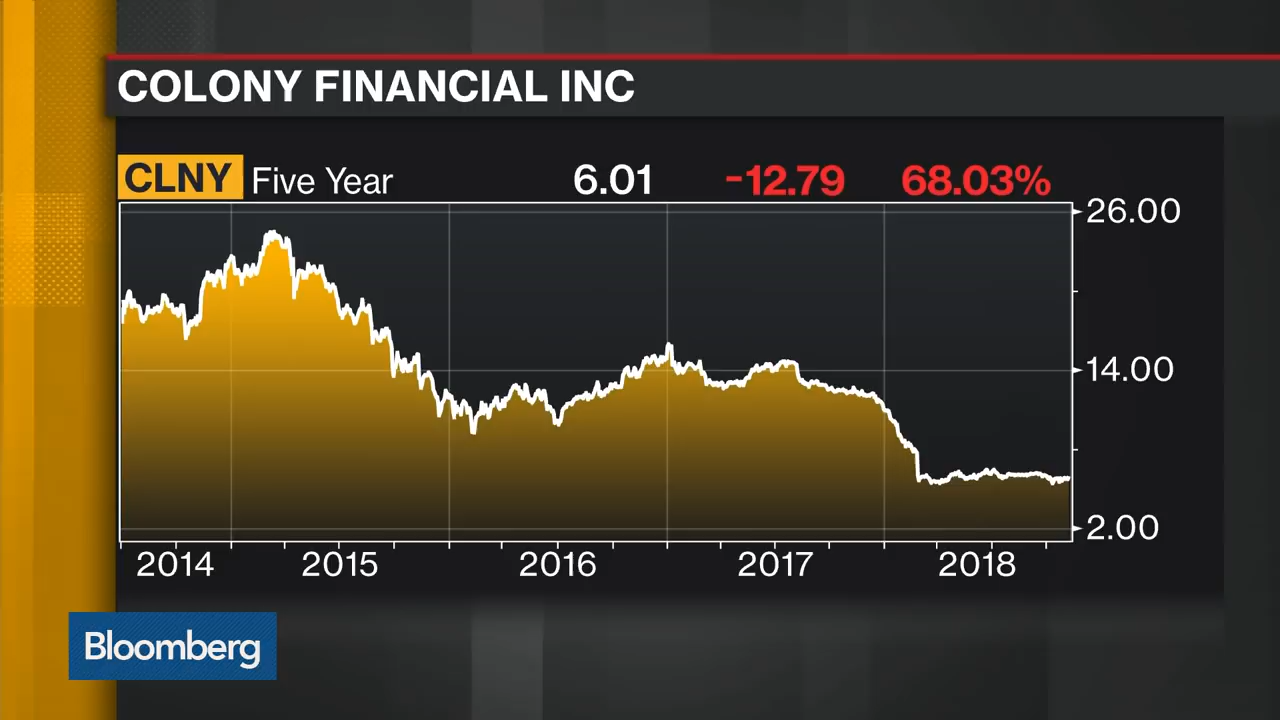 COLONY FINANCIAL INC
CLNY Five Year 6.01 -12.79 68.03%
26.00
14.00
2.00
2014 2015 2016 2017 2018
Bloomberg